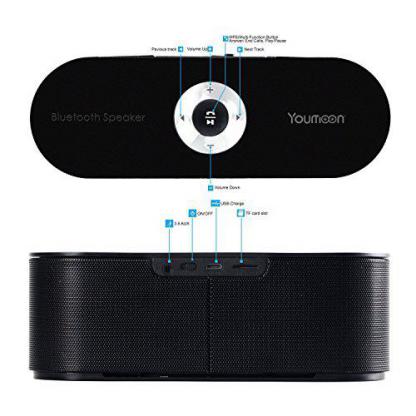 MFB(Multi Function Button
Answer/ End Calls, Play/Pause
Previous track
Volume Up
Next Track
Bluetooth Speaker
Youmoon
Volume Down
USB Charge
ON/OFF
TF card slot
3.5 AUX